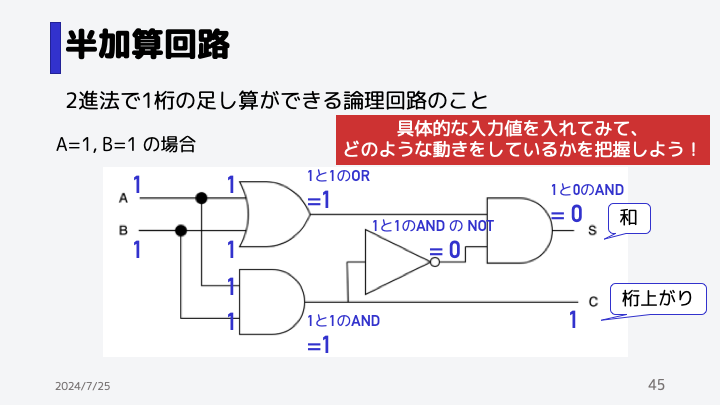 半加算回路
2進法で1桁の足し算ができる論理回路のこと
具体的な入力値を入れてみて、
どのような動きをしているかを把握しよう！
A=1, B=1 の場合
1と1のOR
=1
1と0のAND
= 0
A
1
1
B
1
1
1と1のAND の NOT
= 0
S
和
1
1
1と1のAND
=1
C
1
桁上がり
2024/7/25
45